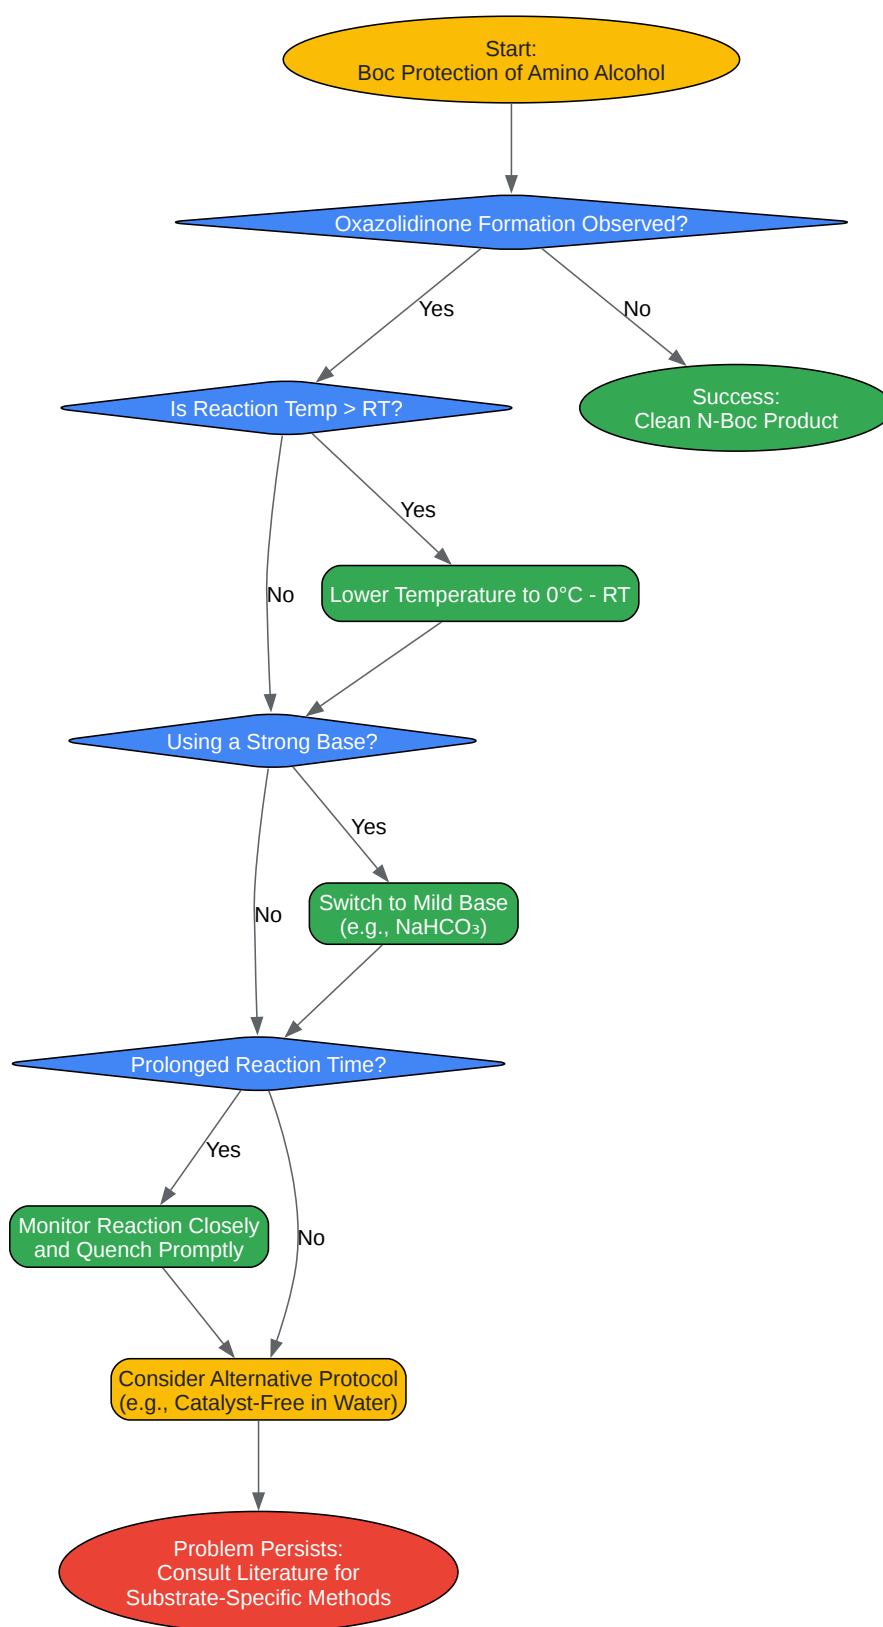 Start:
Boc Protection of Amino Alcohol
Oxazolidinone Formation Observed?
Yes
No
Is Reaction Temp > RT?
Success:
Clean N-Boc Product
Yes
No
Lower Temperature to 0°C - RT
Using a Strong Base?
Yes
No
Switch to Mild Base
(e.g., NaHCO₃)
Prolonged Reaction Time?
Yes
No
Monitor Reaction Closely
and Quench Promptly
Consider Alternative Protocol
(e.g., Catalyst-Free in Water)
Problem Persists:
Consult Literature for
Substrate-Specific Methods